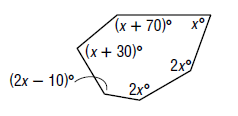 (x + 70)° x°
(x + 30)°
2x°
(2x − 10)°
2x°